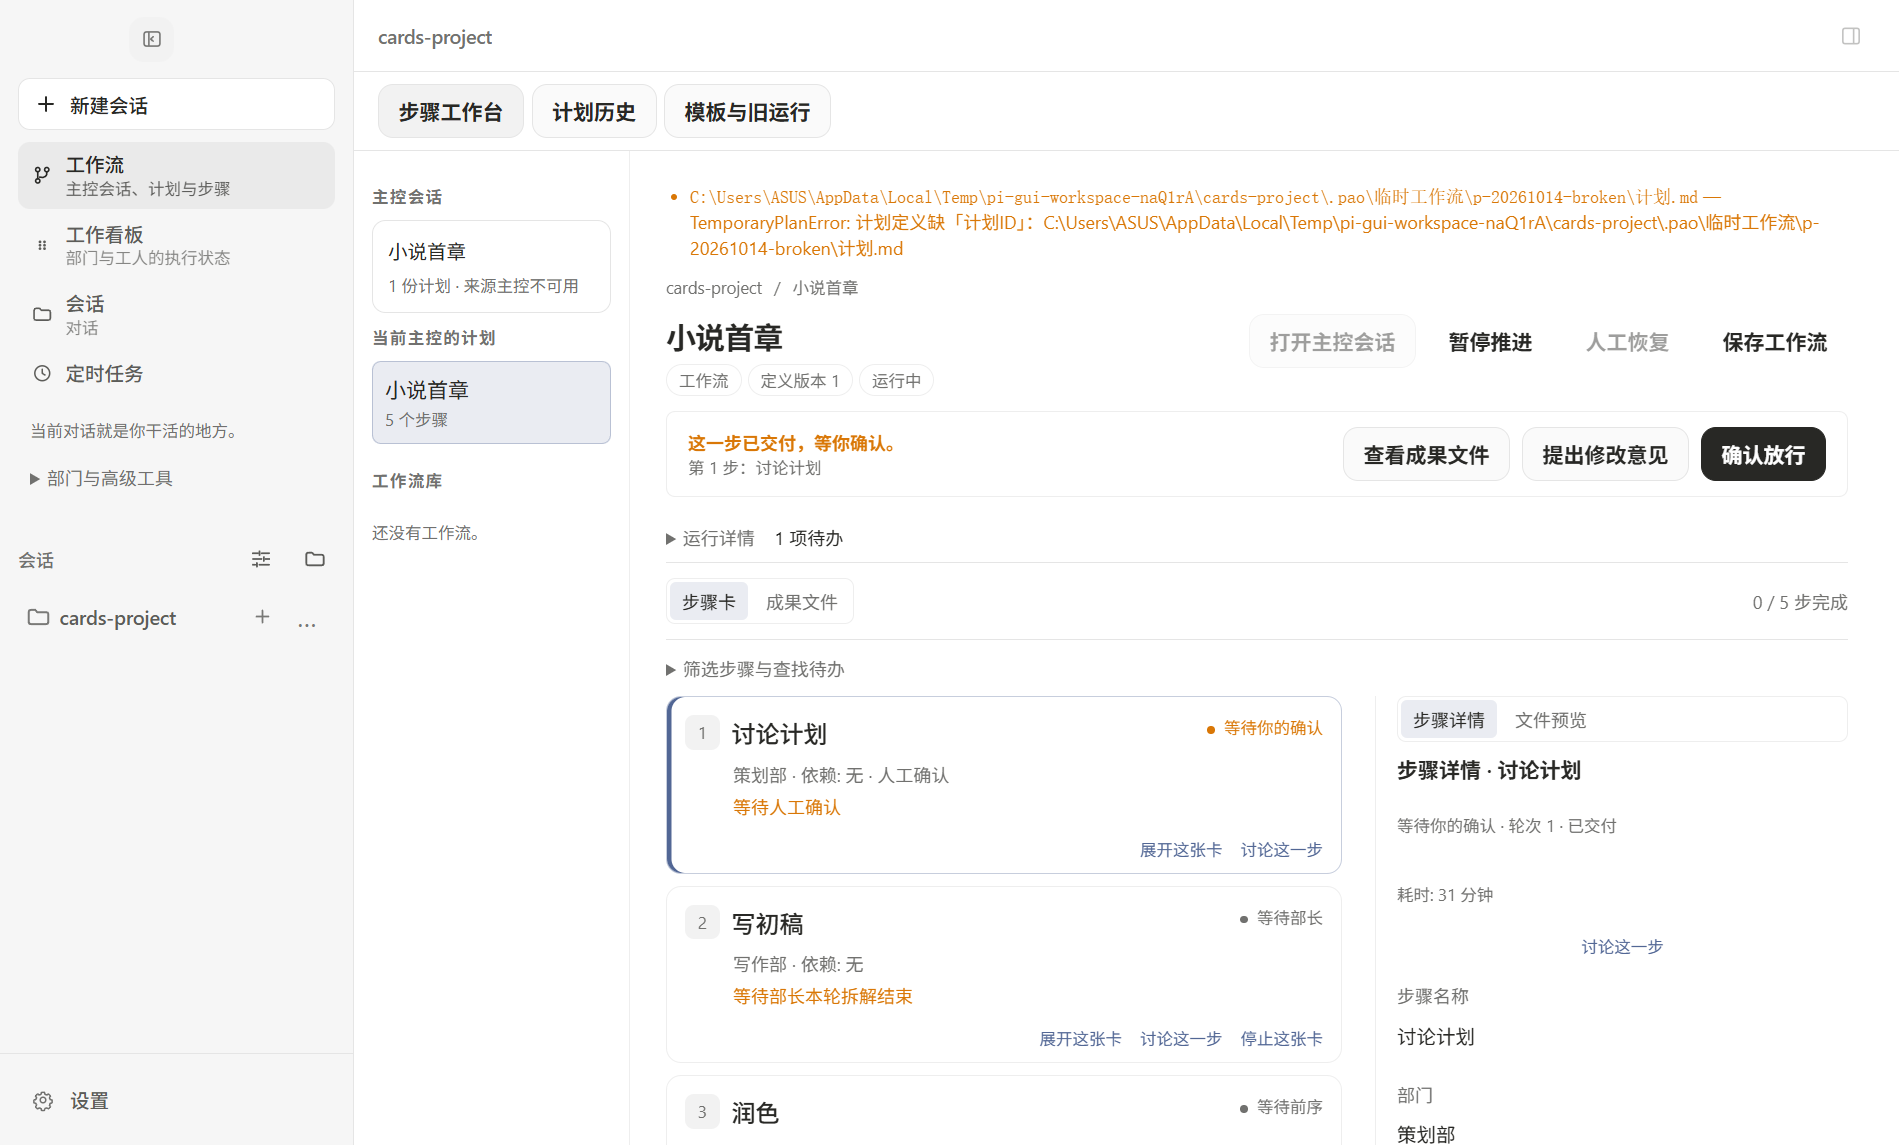 新建会话
工作流
主控会话、计划与步骤
工作看板
部门与工人的执行状态
会话
对话
定时任务
当前对话就是你干活的地方。
部门与高级工具
会话
cards-project
设置
cards-project
步骤工作台
计划历史
模板与旧运行
主控会话
小说首章
1 份计划 · 来源主控不可用
当前主控的计划
小说首章
5 个步骤
工作流库
还没有工作流。
C:\Users\ASUS\AppData\Local\Temp\pi-gui-workspace-naQ1rA\cards-project\.pao\临时工作流\p-20261014-broken\计划.md —
TemporaryPlanError: 计划定义缺「计划ID」：C:\Users\ASUS\AppData\Local\Temp\pi-gui-workspace-naQ1rA\cards-project\.pao\临时工作流\p-
20261014-broken\计划.md
cards-project / 小说首章
小说首章
打开主控会话
暂停推进
人工恢复
保存工作流
工作流
定义版本 1
运行中
这一步已交付，等你确认。
第 1 步：讨论计划
查看成果文件
提出修改意见
确认放行
运行详情 1 项待办
步骤卡
成果文件
0 / 5 步完成
筛选步骤与查找待办
1
讨论计划
等待你的确认
策划部 · 依赖: 无 · 人工确认
等待人工确认
展开这张卡
讨论这一步
2
写初稿
等待部长
写作部 · 依赖: 无
等待部长本轮拆解结束
展开这张卡
讨论这一步
停止这张卡
3
润色
等待前序
步骤详情
文件预览
步骤详情 · 讨论计划
等待你的确认 · 轮次 1 · 已交付
耗时: 31 分钟
讨论这一步
步骤名称
讨论计划
部门
策划部